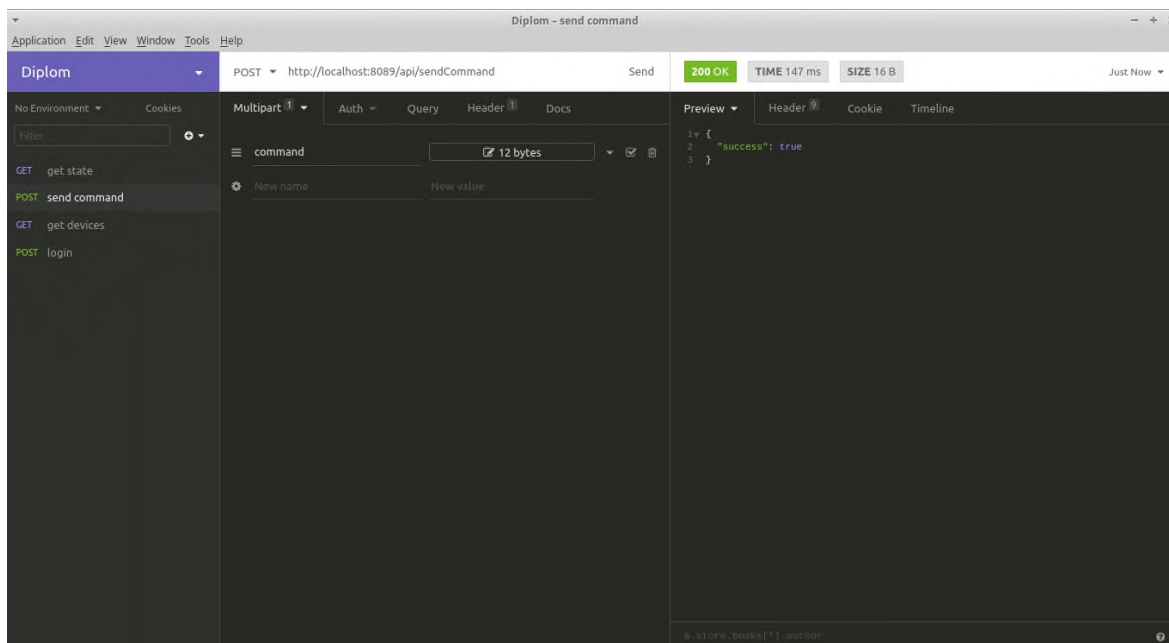 Diplom – send command
Application Edit View Window Tools Help
Diplom
POST http://localhost:8089/api/sendCommand Send
200 OK TIME 147 ms SIZE 16 B Just Now
No Environment Cookies
Multipart 1 Auth Query Header 1 Docs
Preview Header 9 Cookie Timeline
Filter
1 {
2 "success": true
3 }
command 12 bytes
New name New value
GET get state
POST send command
GET get devices
POST login
$.store.books[*].author